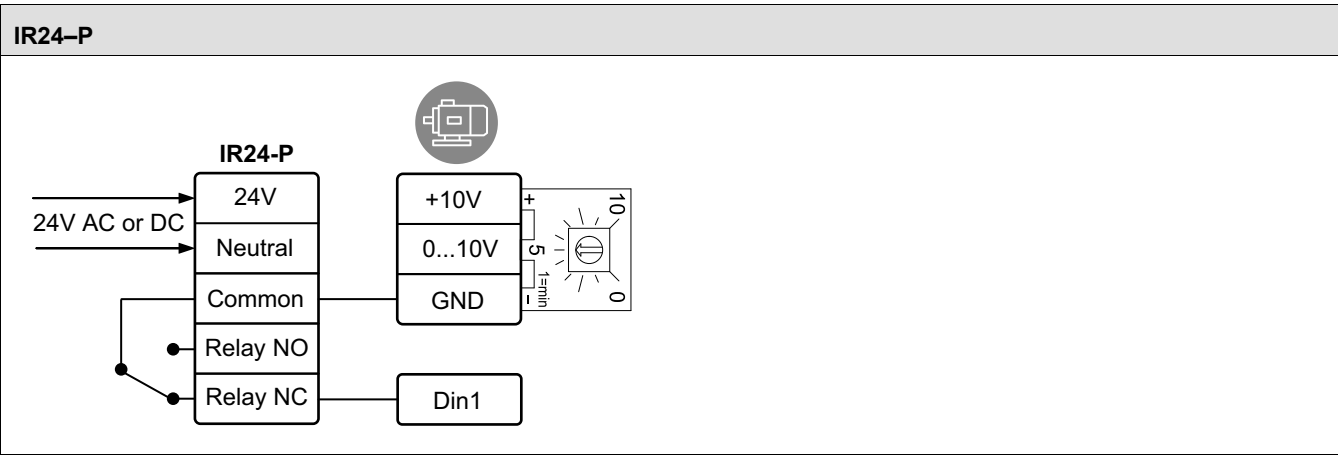 IR24–P
IR24-P
24V AC or DC
24V
Neutral
Common
Relay NO
Relay NC
+10V
0...10V
GND
Din1
+
-
10
5
0
1=min